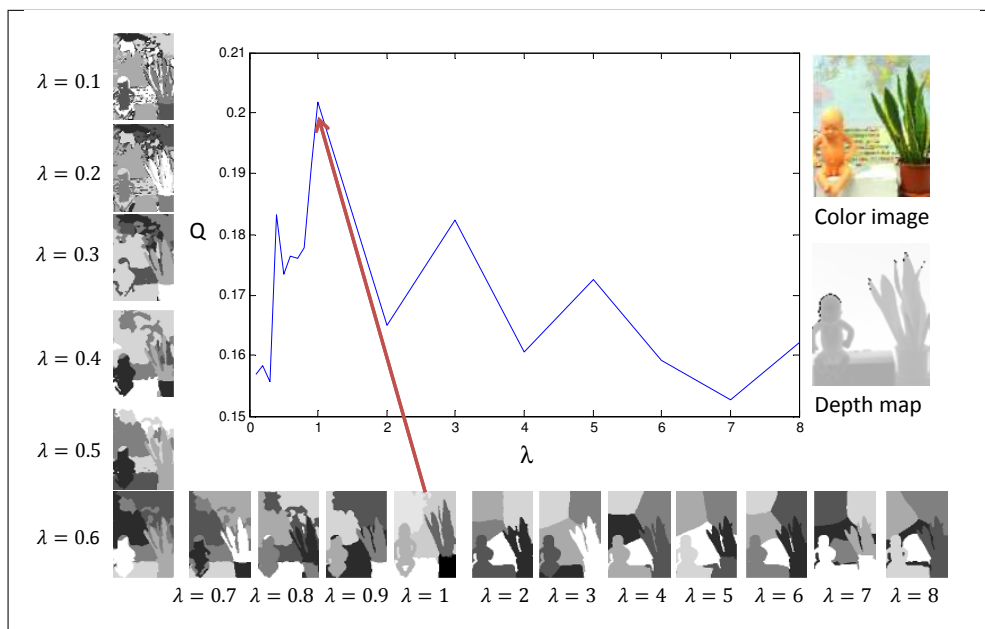 λ = 0.1
λ = 0.2
λ = 0.3
λ = 0.4
λ = 0.5
λ = 0.6
0.21
0.2
0.19
0.18
0.17
0.16
0.15
Q
0 1 2 3 4 5 6 7 8
λ
Color image
Depth map
λ = 0.7 λ = 0.8 λ = 0.9 λ = 1 λ = 2 λ = 3 λ = 4 λ = 5 λ = 6 λ = 7 λ = 8